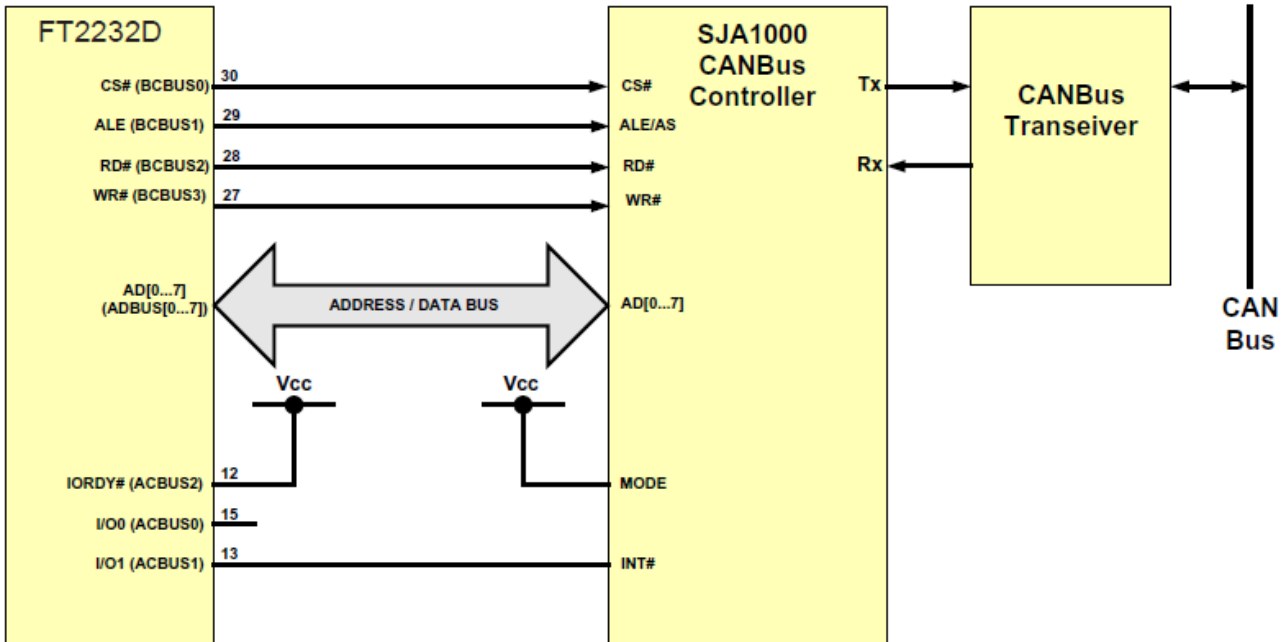 FT2232D
CS# (BCBUS0) 30
ALE (BCBUS1) 29
RD# (BCBUS2) 28
WR# (BCBUS3) 27
AD[0...7]
(ADBUS[0...7])
ADDRESS / DATA BUS
Vcc
Vcc
IORDY# (ACBUS2) 12
I/O0 (ACBUS0) 15
I/O1 (ACBUS1) 13
SJA1000
CANBus
Controller
CS#
ALE/AS
RD#
WR#
AD[0...7]
MODE
INT#
Tx
Rx
CANBus
Transeiver
CAN
Bus